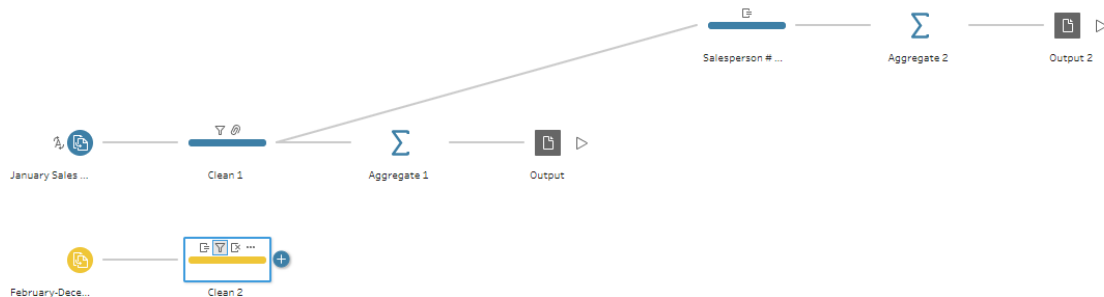 Salesperson # ...
Aggregate 2
Output 2
January Sales ...
Clean 1
Aggregate 1
Output
February-Dece...
Clean 2